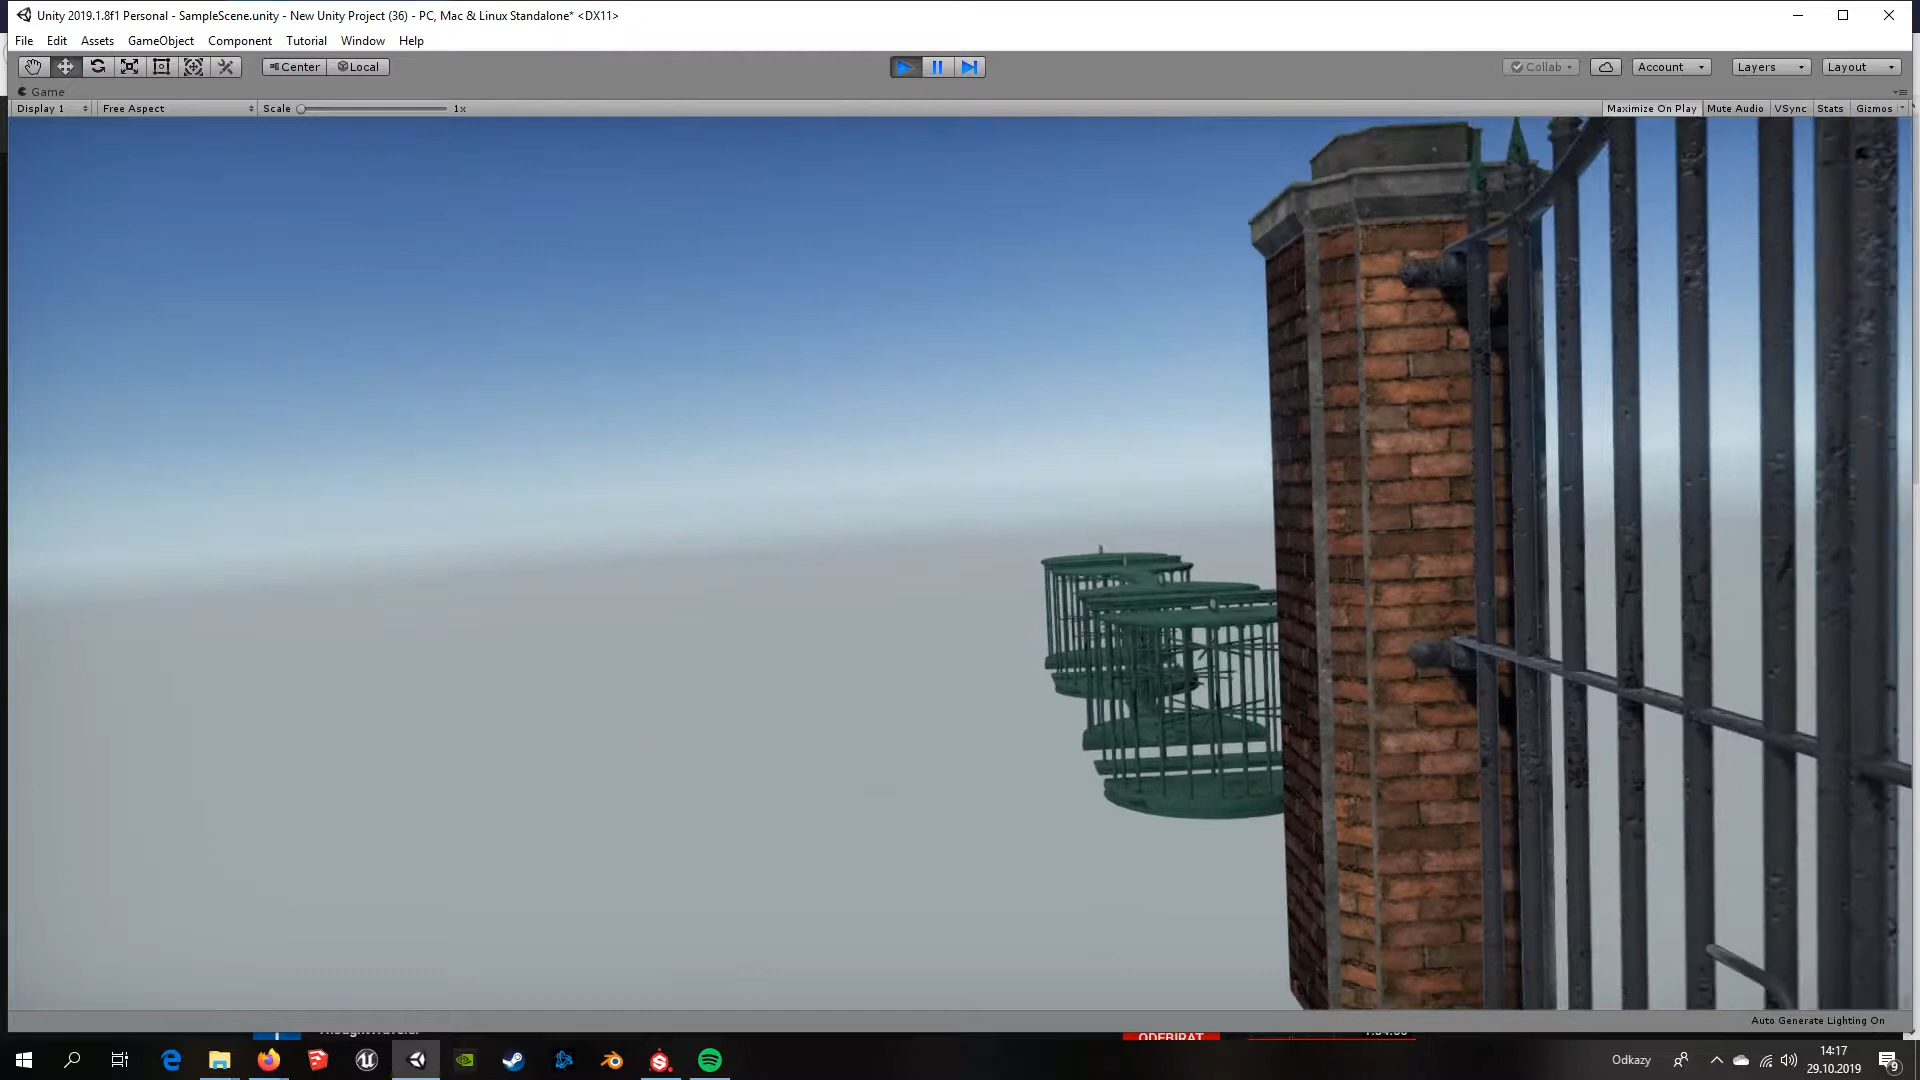 Unity 2019.1.8f1 Personal - SampleScene.unity - New Unity Project (36) - PC, Mac & Linux Standalone* <DX11>
File Edit Assets GameObject Component Tutorial Window Help
Center Local Collab Account Layers Layout
Game
Display 1 Free Aspect Scale 1x Maximize On Play Mute Audio VSync Stats Gizmos
Auto Generate Lighting On
ODEBIRAT
Odkazy
14:17
29.10.2019
9